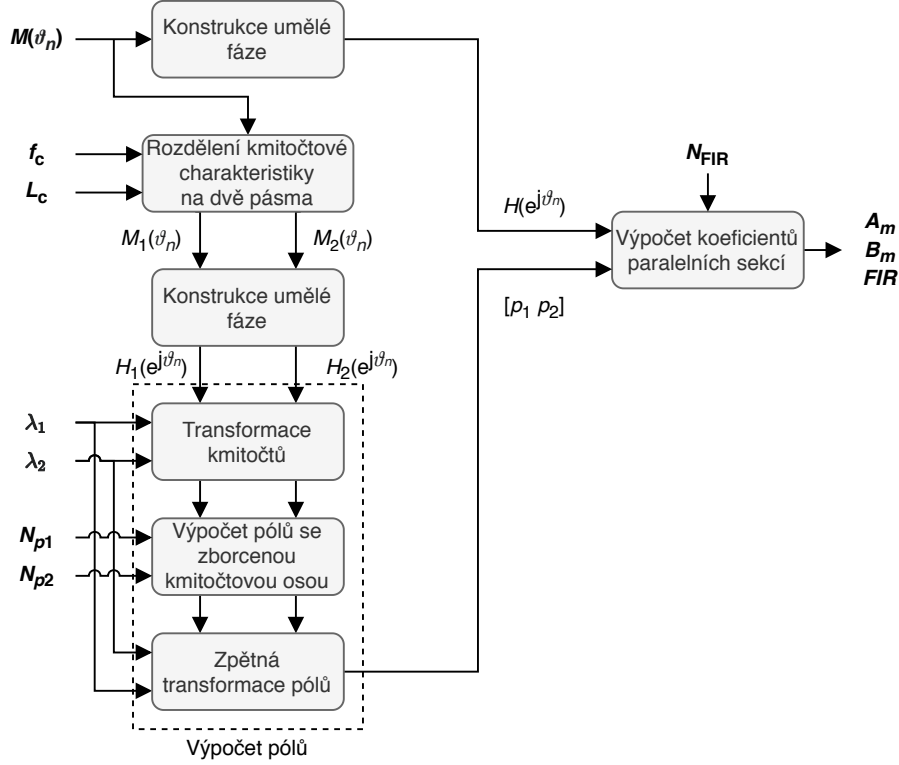 M(ϑn)
Konstrukce umělé
fáze
fc
Lc
Rozdělení kmitočtové
charakteristiky
na dvě pásma
NFIR
M1(ϑn)
M2(ϑn)
H(ejϑn)
Výpočet koeficientů
paralelních sekcí
Am
Bm
FIR
Konstrukce umělé
fáze
[p1 p2]
H1(ejϑn)
H2(ejϑn)
λ1
λ2
Transformace
kmitočtů
Np1
Np2
Výpočet pólů se
zborcenou
kmitočtovou osou
Zpětná
transformace pólů
Výpočet pólů